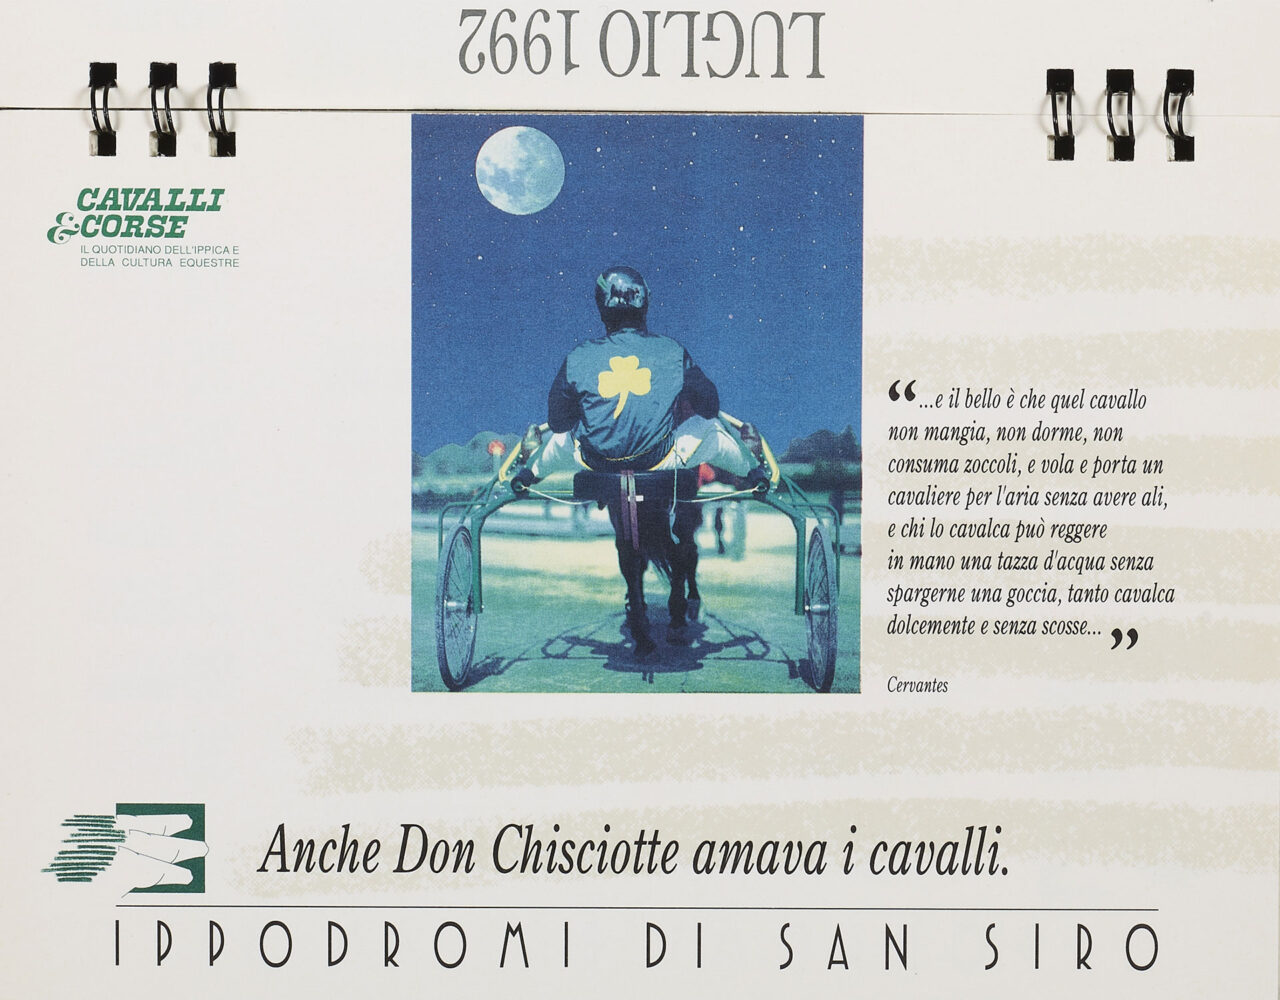 LUGLIO 1992
CAVALLI
&CORSE
IL QUOTIDIANO DELL'IPPICA E
DELLA CULTURA EQUESTRE
“...e il bello è che quel cavallo
non mangia, non dorme, non
consuma zoccoli, e vola e porta un
cavaliere per l'aria senza avere ali,
e chi lo cavalca può reggere
in mano una tazza d'acqua senza
spargerne una goccia, tanto cavalca
dolcemente e senza scosse... ”
Cervantes
Anche Don Chisciotte amava i cavalli.
IPPODROMI DI SAN SIRO